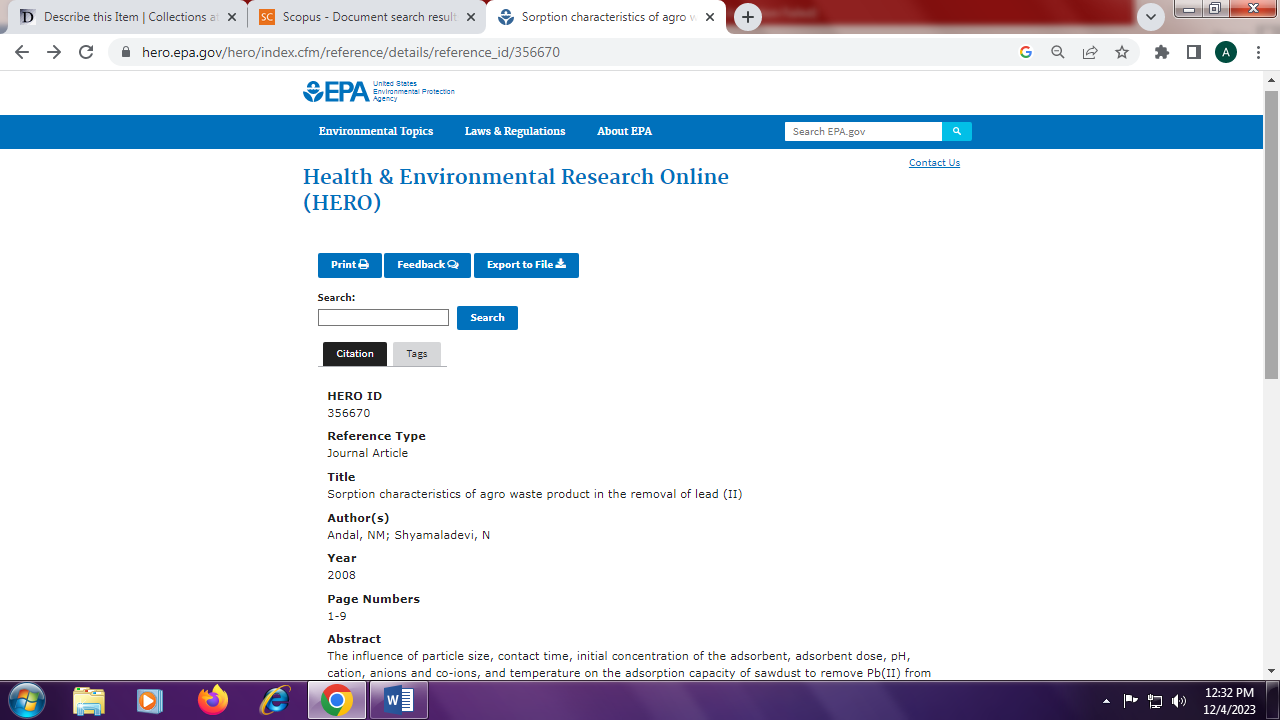 Describe this Item | Collections at
Scopus - Document search result
Sorption characteristics of agro w
hero.epa.gov/hero/index.cfm/reference/details/reference_id/356670
A
EPA
United States
Environmental Protection
Agency
Environmental Topics
Laws & Regulations
About EPA
Search EPA.gov
Contact Us
Health & Environmental Research Online
(HERO)
Print
Feedback
Export to File
Search:
Search
Citation
Tags
HERO ID
356670
Reference Type
Journal Article
Title
Sorption characteristics of agro waste product in the removal of lead (II)
Author(s)
Andal, NM; Shyamaladevi, N
Year
2008
Page Numbers
1-9
Abstract
The influence of particle size, contact time, initial concentration of the adsorbent, adsorbent dose, pH,
cation, anions and co-ions, and temperature on the adsorption capacity of sawdust to remove Pb(II) from
12:32 PM
12/4/2023